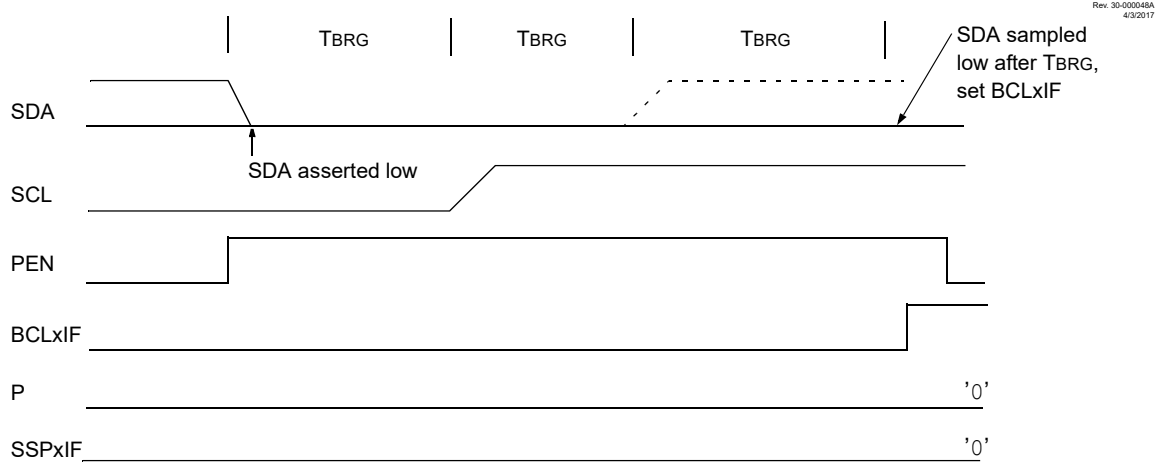 Rev. 30-000048A
4/3/2017
TBRG TBRG TBRG
SDA sampled
low after TBRG,
set BCLxIF
SDA
SDA asserted low
SCL
PEN
BCLxIF
P '0'
SSPxIF '0'